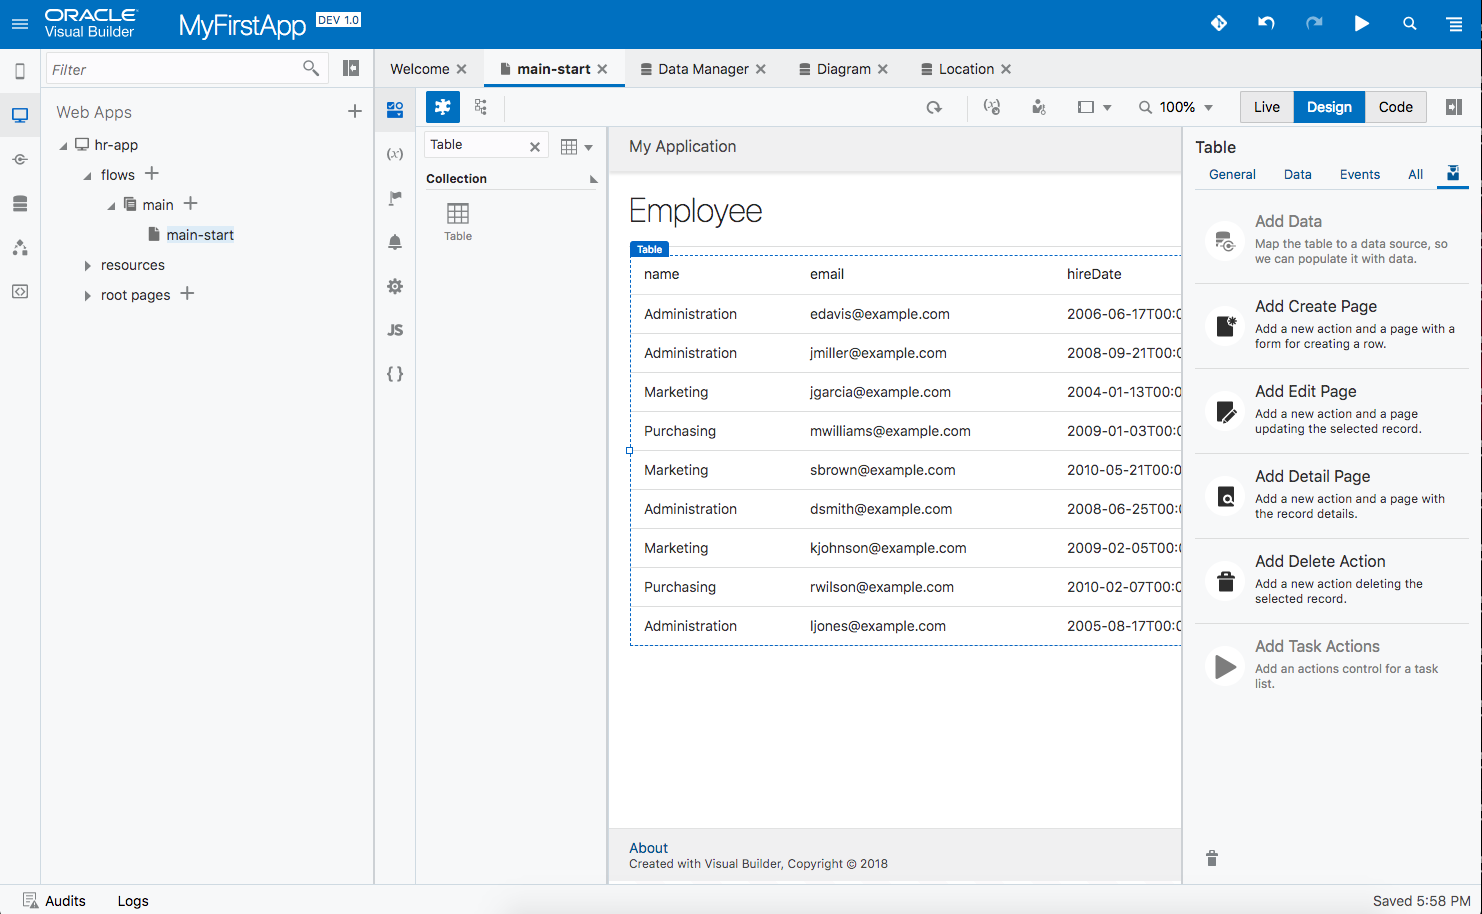 ORACLE
Visual Builder
MyFirstApp
DEV 1.0
Filter
Web Apps
hr-app
flows
main
main-start
resources
root pages
Welcome
main-start
Data Manager
Diagram
Location
(x)
JS
{ }
(x)
100%
Live
Design
Code
Table
Collection
Table
My Application
Employee
Table
name email hireDate
Administration edavis@example.com 2006-06-17T00:0
Administration jmiller@example.com 2008-09-21T00:0
Marketing jgarcia@example.com 2004-01-13T00:0
Purchasing mwilliams@example.com 2009-01-03T00:0
Marketing sbrown@example.com 2010-05-21T00:0
Administration dsmith@example.com 2008-06-25T00:0
Marketing kjohnson@example.com 2009-02-05T00:0
Purchasing rwilson@example.com 2010-02-07T00:0
Administration ljones@example.com 2005-08-17T00:0
About
Created with Visual Builder, Copyright © 2018
Table
General Data Events All
Add Data
Map the table to a data source, so
we can populate it with data.
Add Create Page
Add a new action and a page with a
form for creating a row.
Add Edit Page
Add a new action and a page
updating the selected record.
Add Detail Page
Add a new action and a page with
the record details.
Add Delete Action
Add a new action deleting the
selected record.
Add Task Actions
Add an actions control for a task
list.
Audits
Logs
Saved 5:58 PM